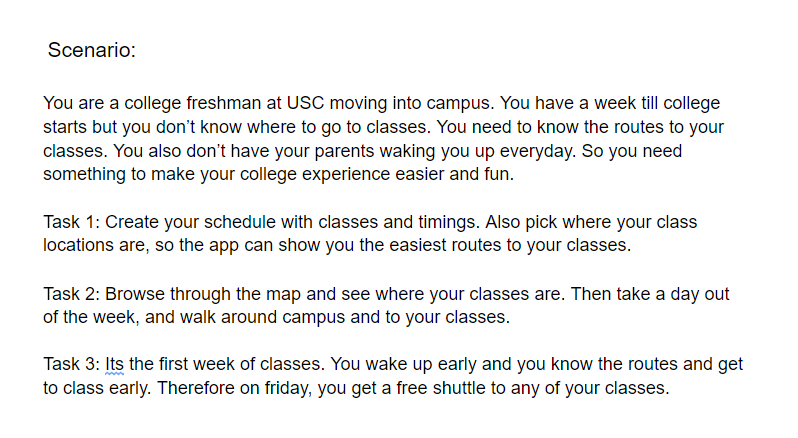 Scenario:
You are a college freshman at USC moving into campus. You have a week till college
starts but you don’t know where to go to classes. You need to know the routes to your
classes. You also don’t have your parents waking you up everyday. So you need
something to make your college experience easier and fun.
Task 1: Create your schedule with classes and timings. Also pick where your class
locations are, so the app can show you the easiest routes to your classes.
Task 2: Browse through the map and see where your classes are. Then take a day out
of the week, and walk around campus and to your classes.
Task 3: Its the first week of classes. You wake up early and you know the routes and get
to class early. Therefore on friday, you get a free shuttle to any of your classes.